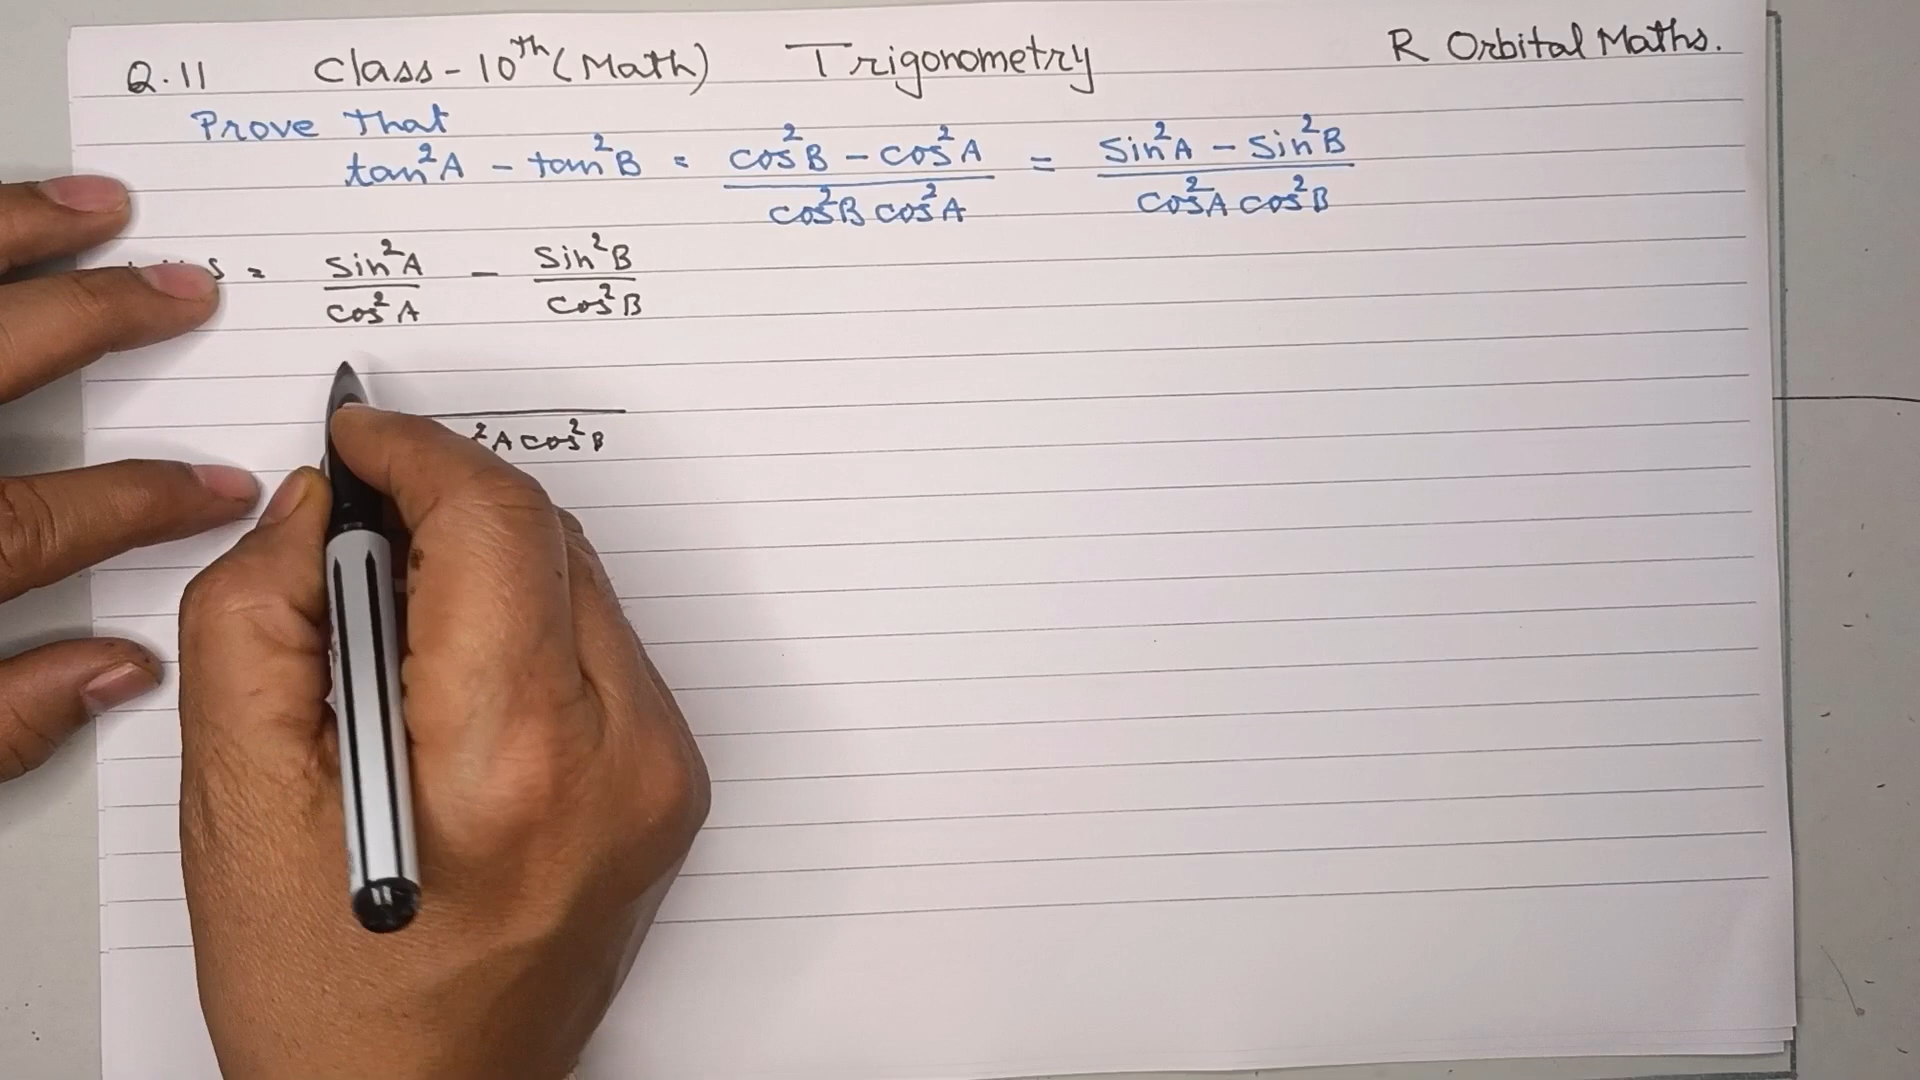 Q.11 Class - 10th (Math) Trigonometry R Orbital Maths.
Prove That
tan²A - tan²B = (cos²B - cos²A)/(cos²B cos²A) = (Sin²A - Sin²B)/(cos²A cos²B)
S = Sin²A/cos²A - Sin²B/cos²B
²A cos²B